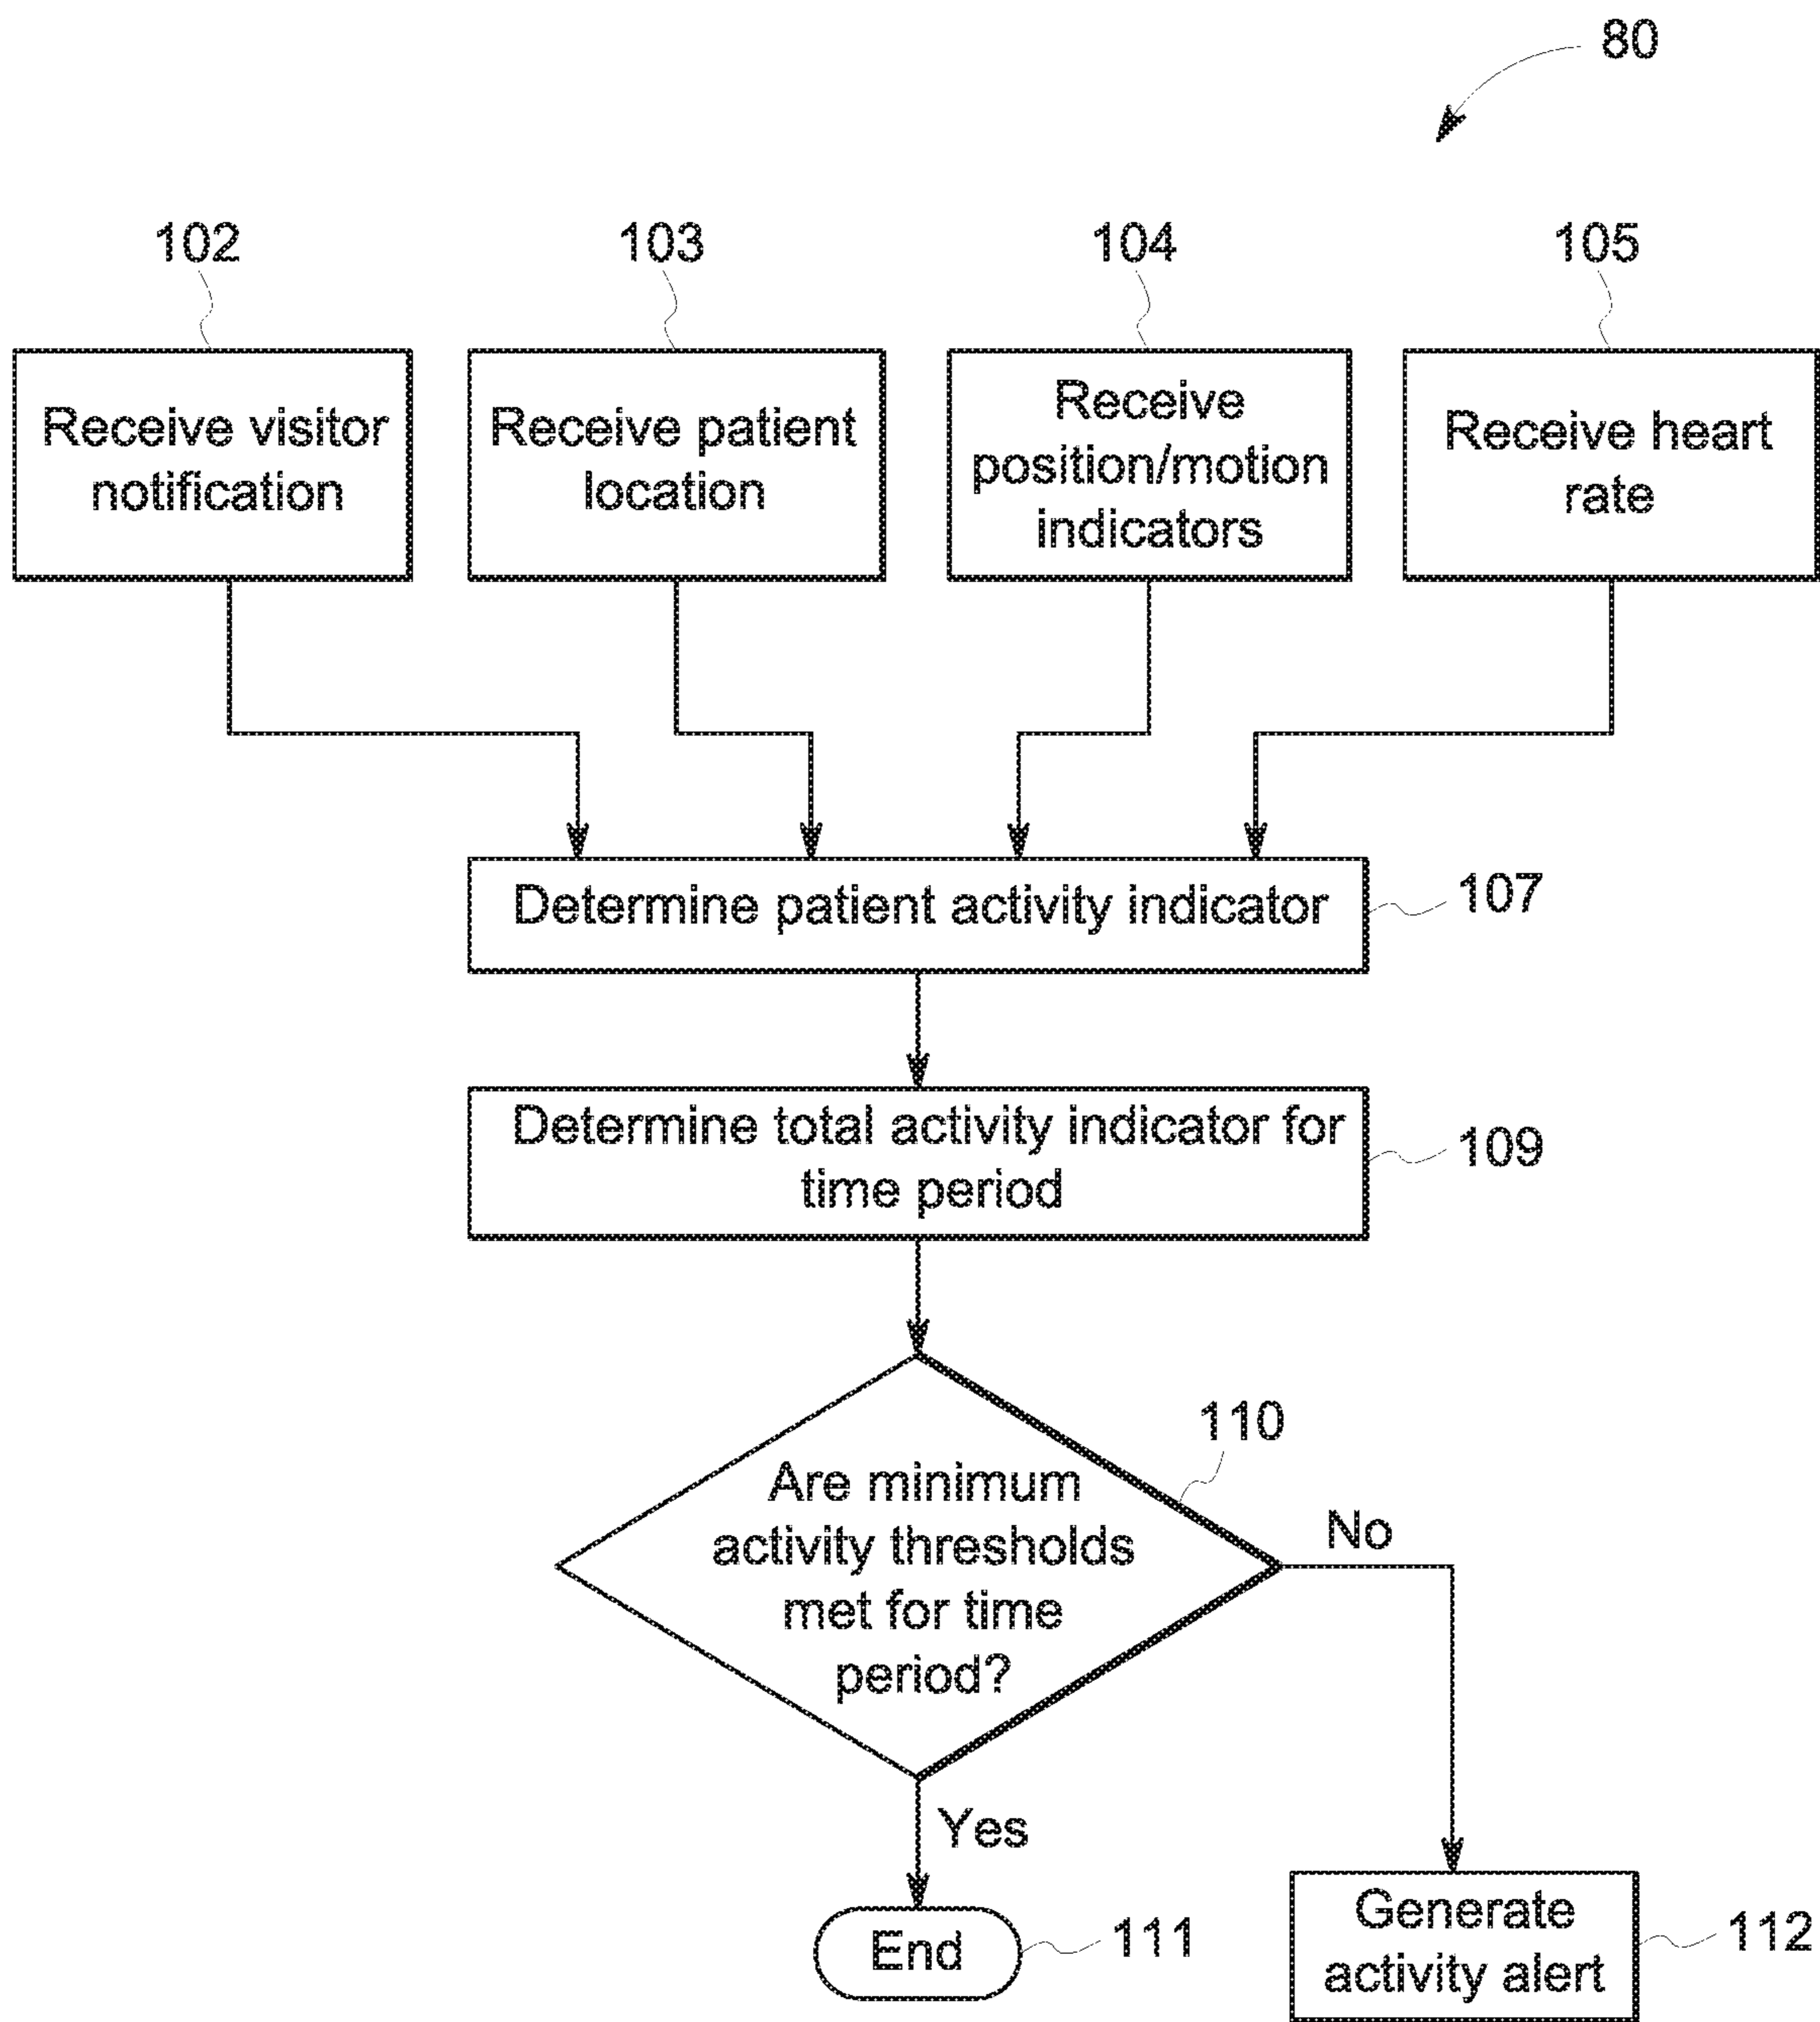 80
102
103
104
105
Receive visitor
notification
Receive patient
location
Receive
position/motion
indicators
Receive heart
rate
Determine patient activity indicator
107
Determine total activity indicator for
time period
109
110
Are minimum
activity thresholds
met for time
period?
No
Yes
End
111
Generate
activity alert
112